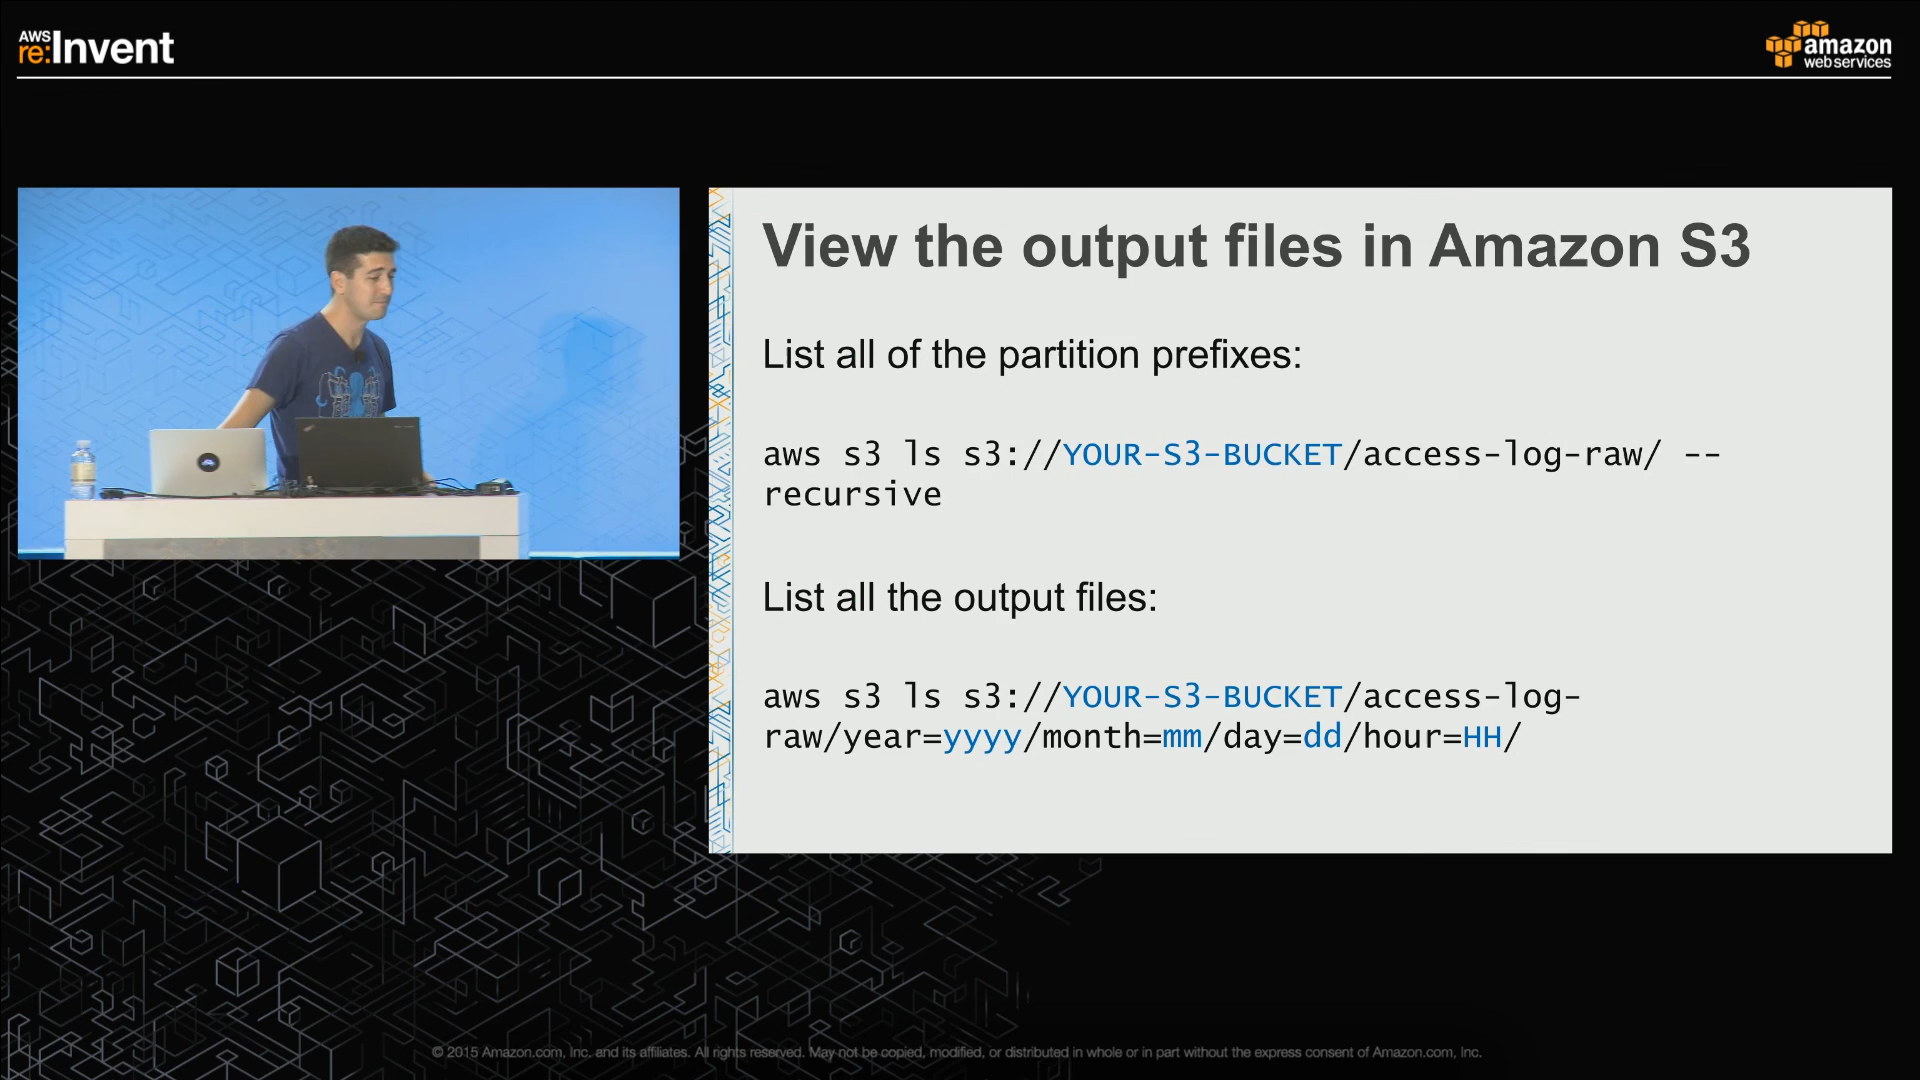 AWS
re:Invent
amazon
web services
View the output files in Amazon S3
List all of the partition prefixes:
aws s3 ls s3://YOUR-S3-BUCKET/access-log-raw/ --
recursive
List all the output files:
aws s3 ls s3://YOUR-S3-BUCKET/access-log-
raw/year=yyyy/month=mm/day=dd/hour=HH/
© 2015 Amazon.com, Inc. and its affiliates. All rights reserved. May not be copied, modified, or distributed in whole or in part without the express consent of Amazon.com, Inc.